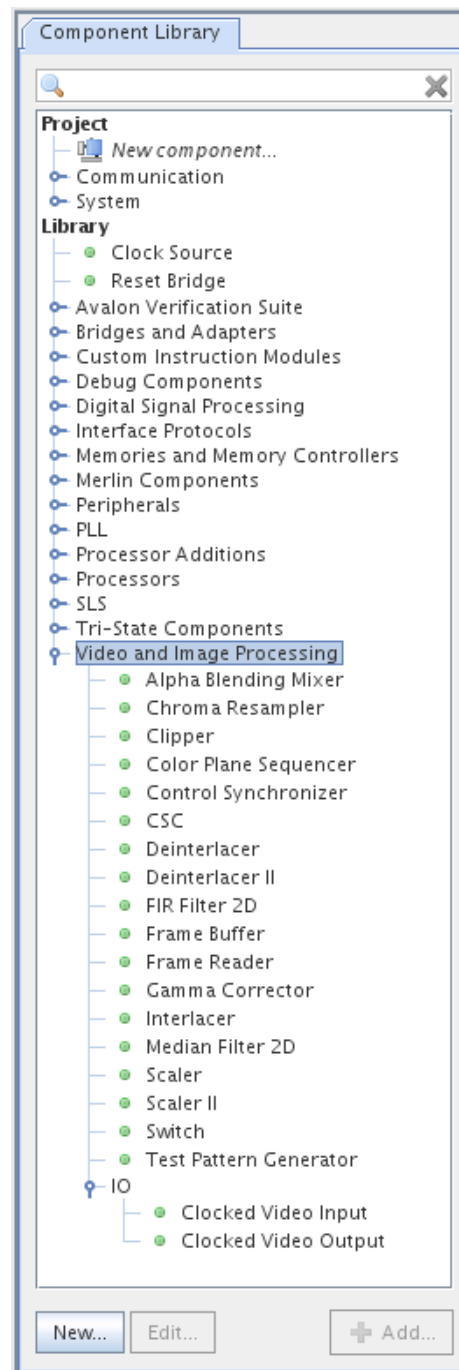 Component Library
Project
New component...
Communication
System
Library
Clock Source
Reset Bridge
Avalon Verification Suite
Bridges and Adapters
Custom Instruction Modules
Debug Components
Digital Signal Processing
Interface Protocols
Memories and Memory Controllers
Merlin Components
Peripherals
PLL
Processor Additions
Processors
SLS
Tri-State Components
Video and Image Processing
Alpha Blending Mixer
Chroma Resampler
Clipper
Color Plane Sequencer
Control Synchronizer
CSC
Deinterlacer
Deinterlacer II
FIR Filter 2D
Frame Buffer
Frame Reader
Gamma Corrector
Interlacer
Median Filter 2D
Scaler
Scaler II
Switch
Test Pattern Generator
IO
Clocked Video Input
Clocked Video Output
New... Edit... Add...